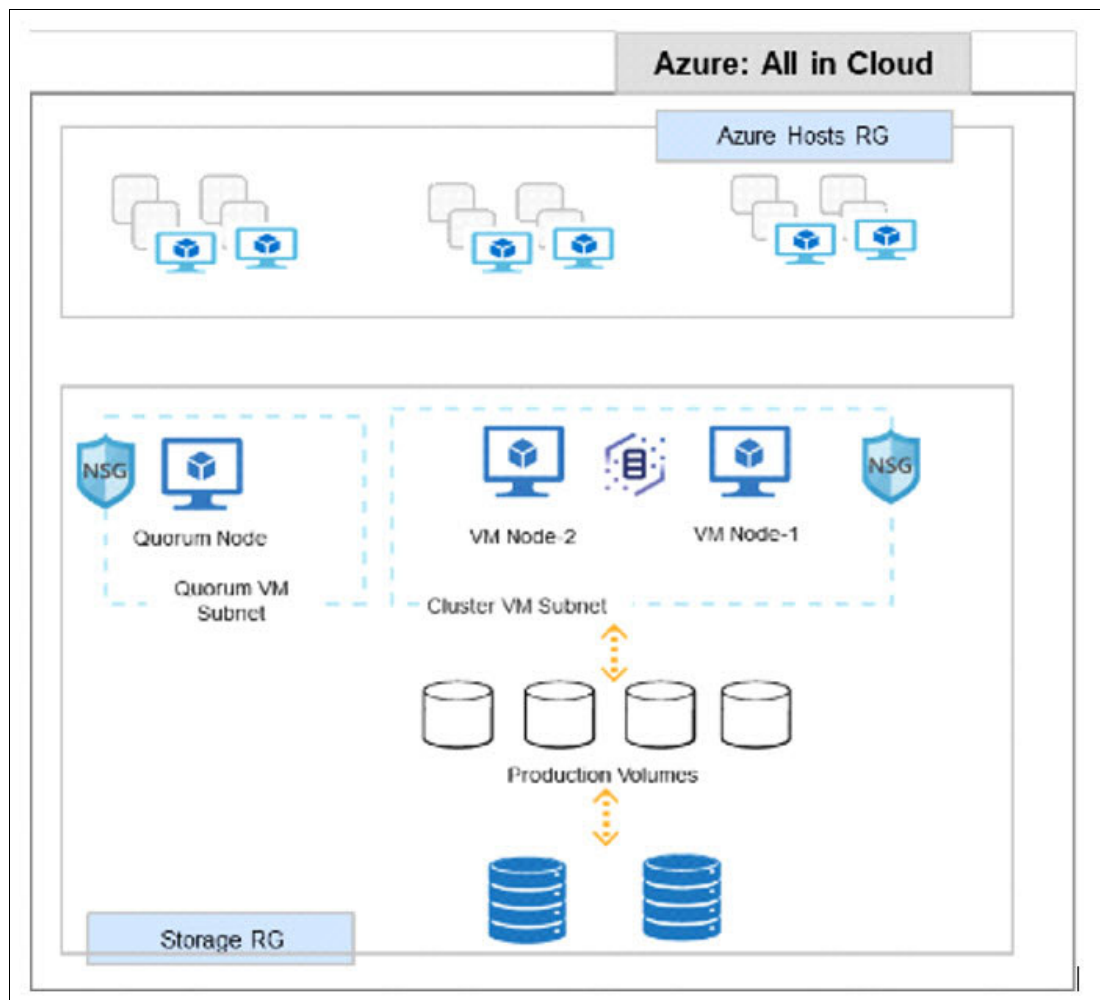 Azure: All in Cloud
Azure Hosts RG
NSG
NSG
Quorum Node
VM Node-2
VM Node-1
Quorum VM
Subnet
Cluster VM Subnet
Production Volumes
Storage RG